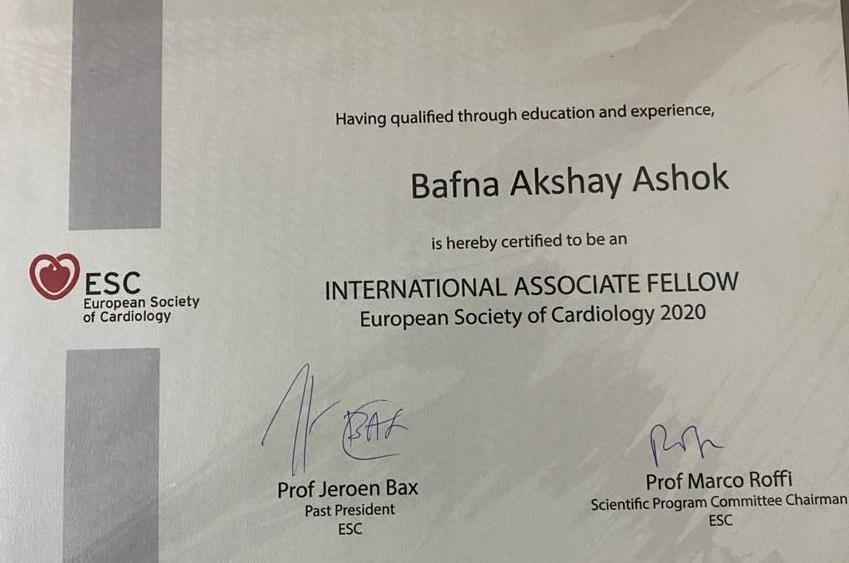 Having qualified through education and experience,
Bafna Akshay Ashok
is hereby certified to be an
INTERNATIONAL ASSOCIATE FELLOW
European Society of Cardiology 2020
ESC
European Society
of Cardiology
BAX
Prof Jeroen Bax
Past President
ESC
Prof Marco Roffi
Scientific Program Committee Chairman
ESC